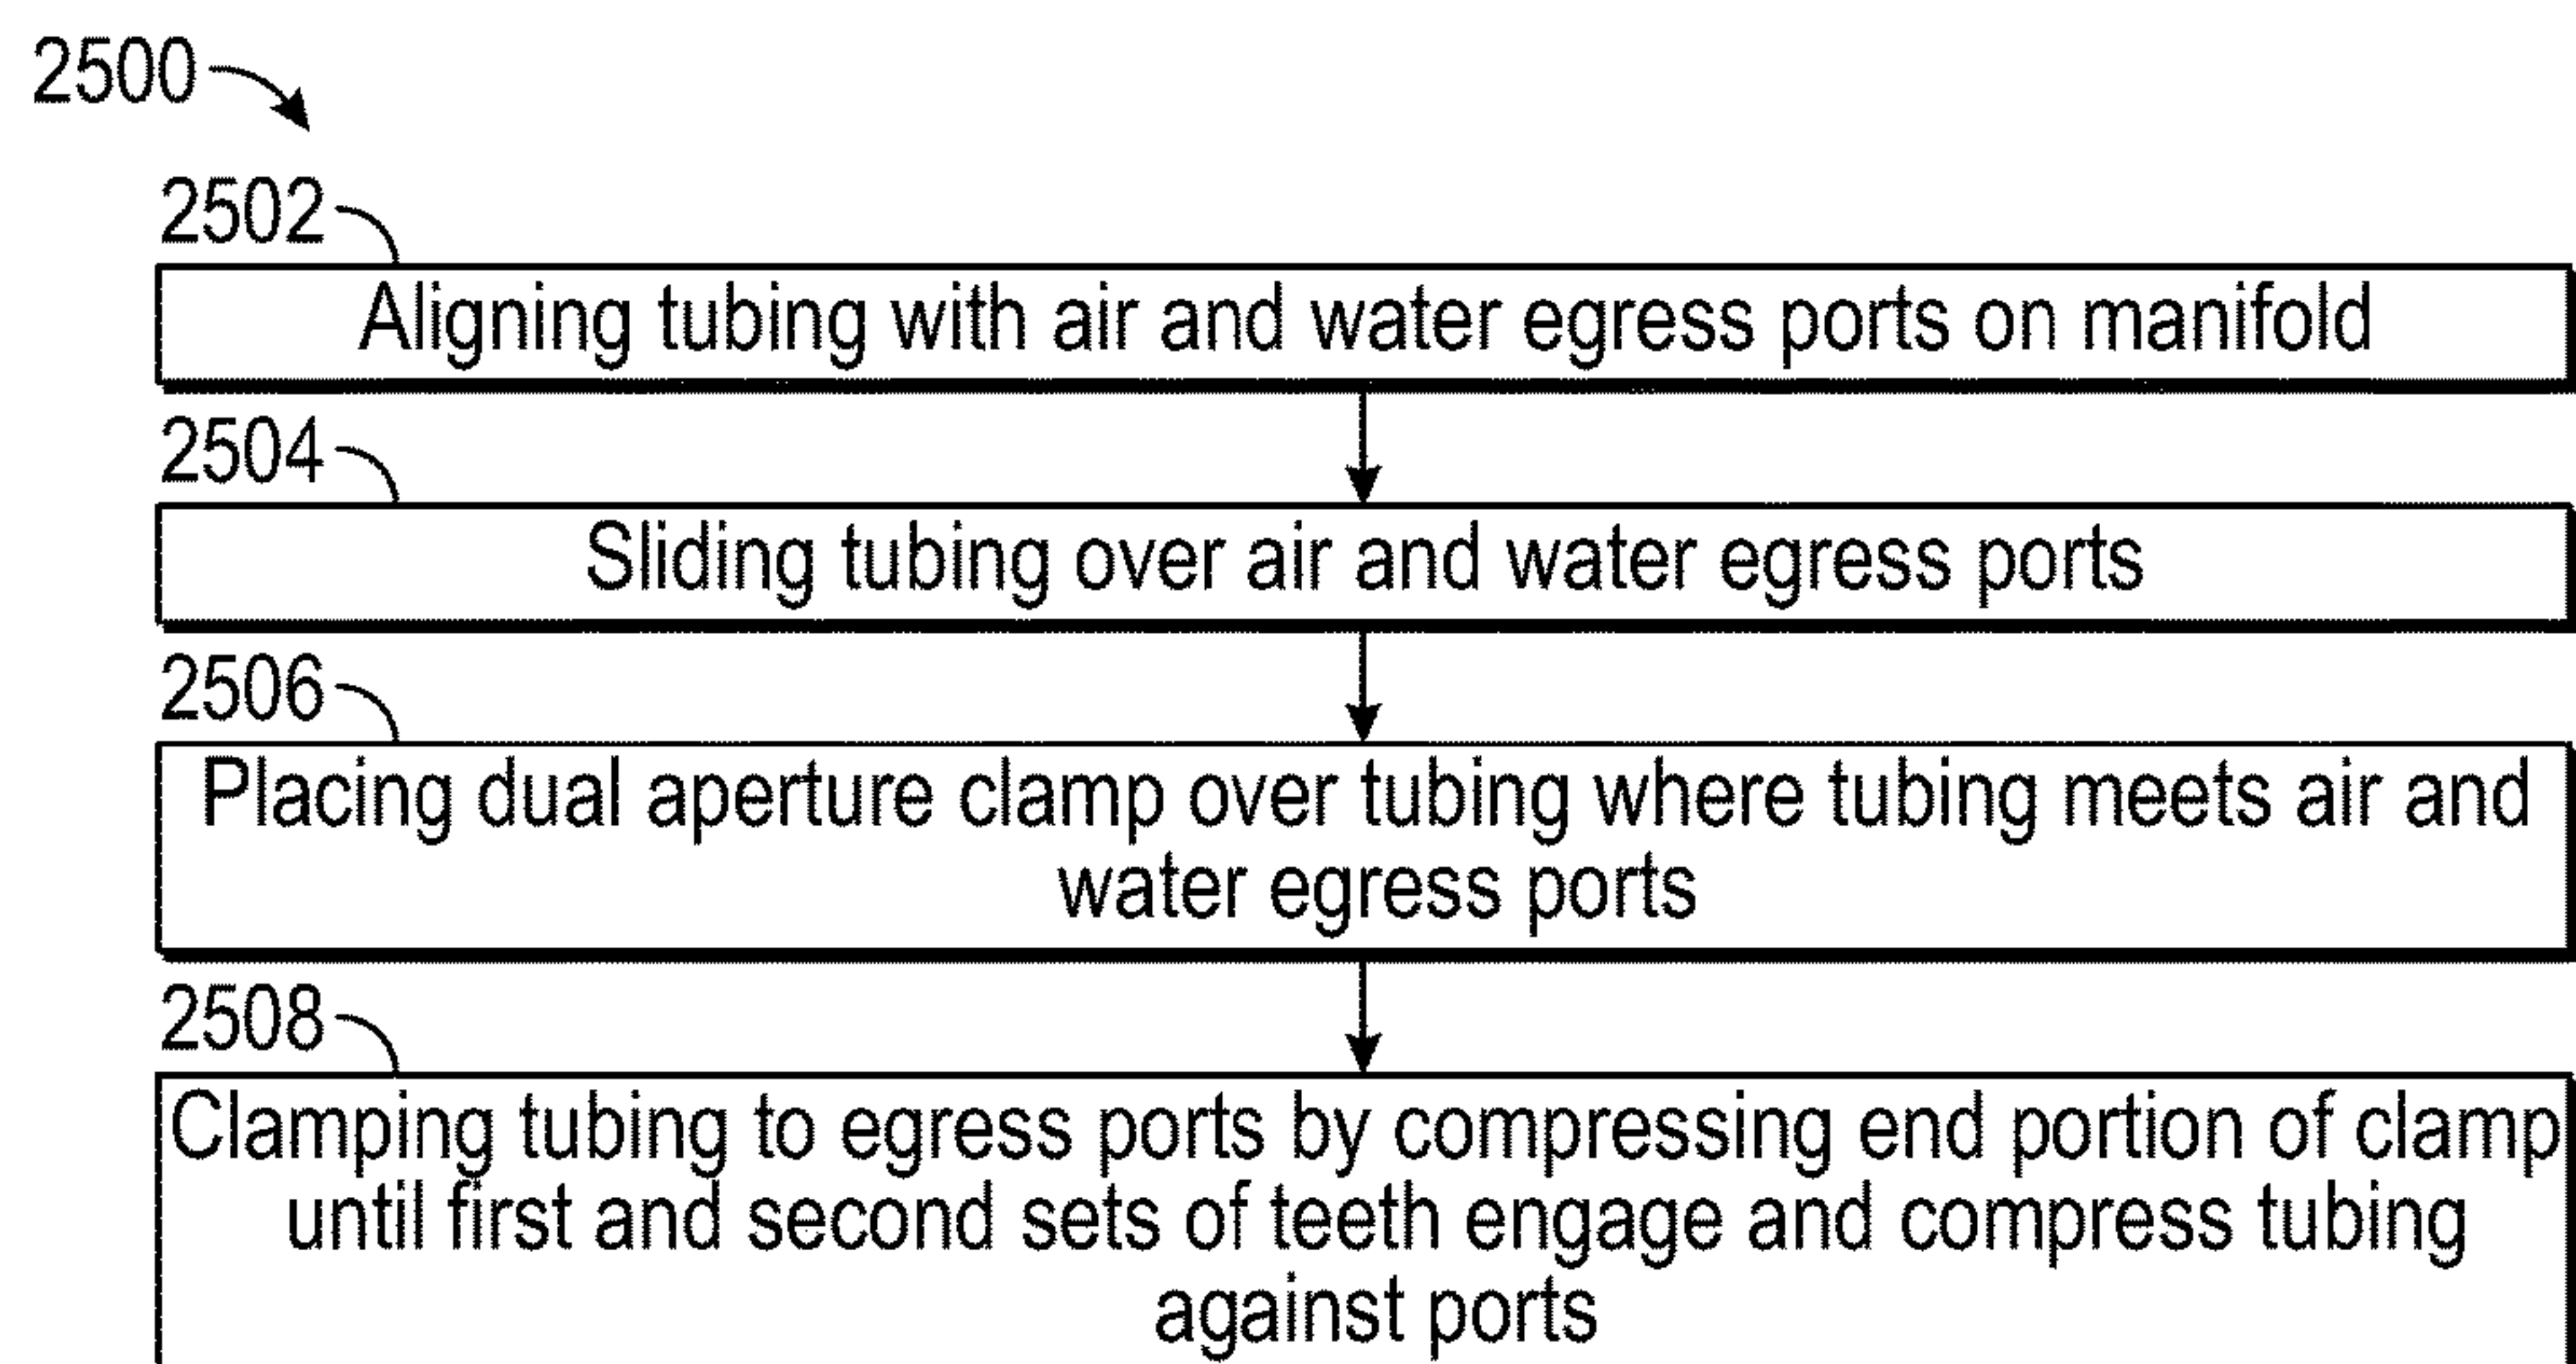 2500
2502
Aligning tubing with air and water egress ports on manifold
2504
Sliding tubing over air and water egress ports
2506
Placing dual aperture clamp over tubing where tubing meets air and
water egress ports
2508
Clamping tubing to egress ports by compressing end portion of clamp
until first and second sets of teeth engage and compress tubing
against ports